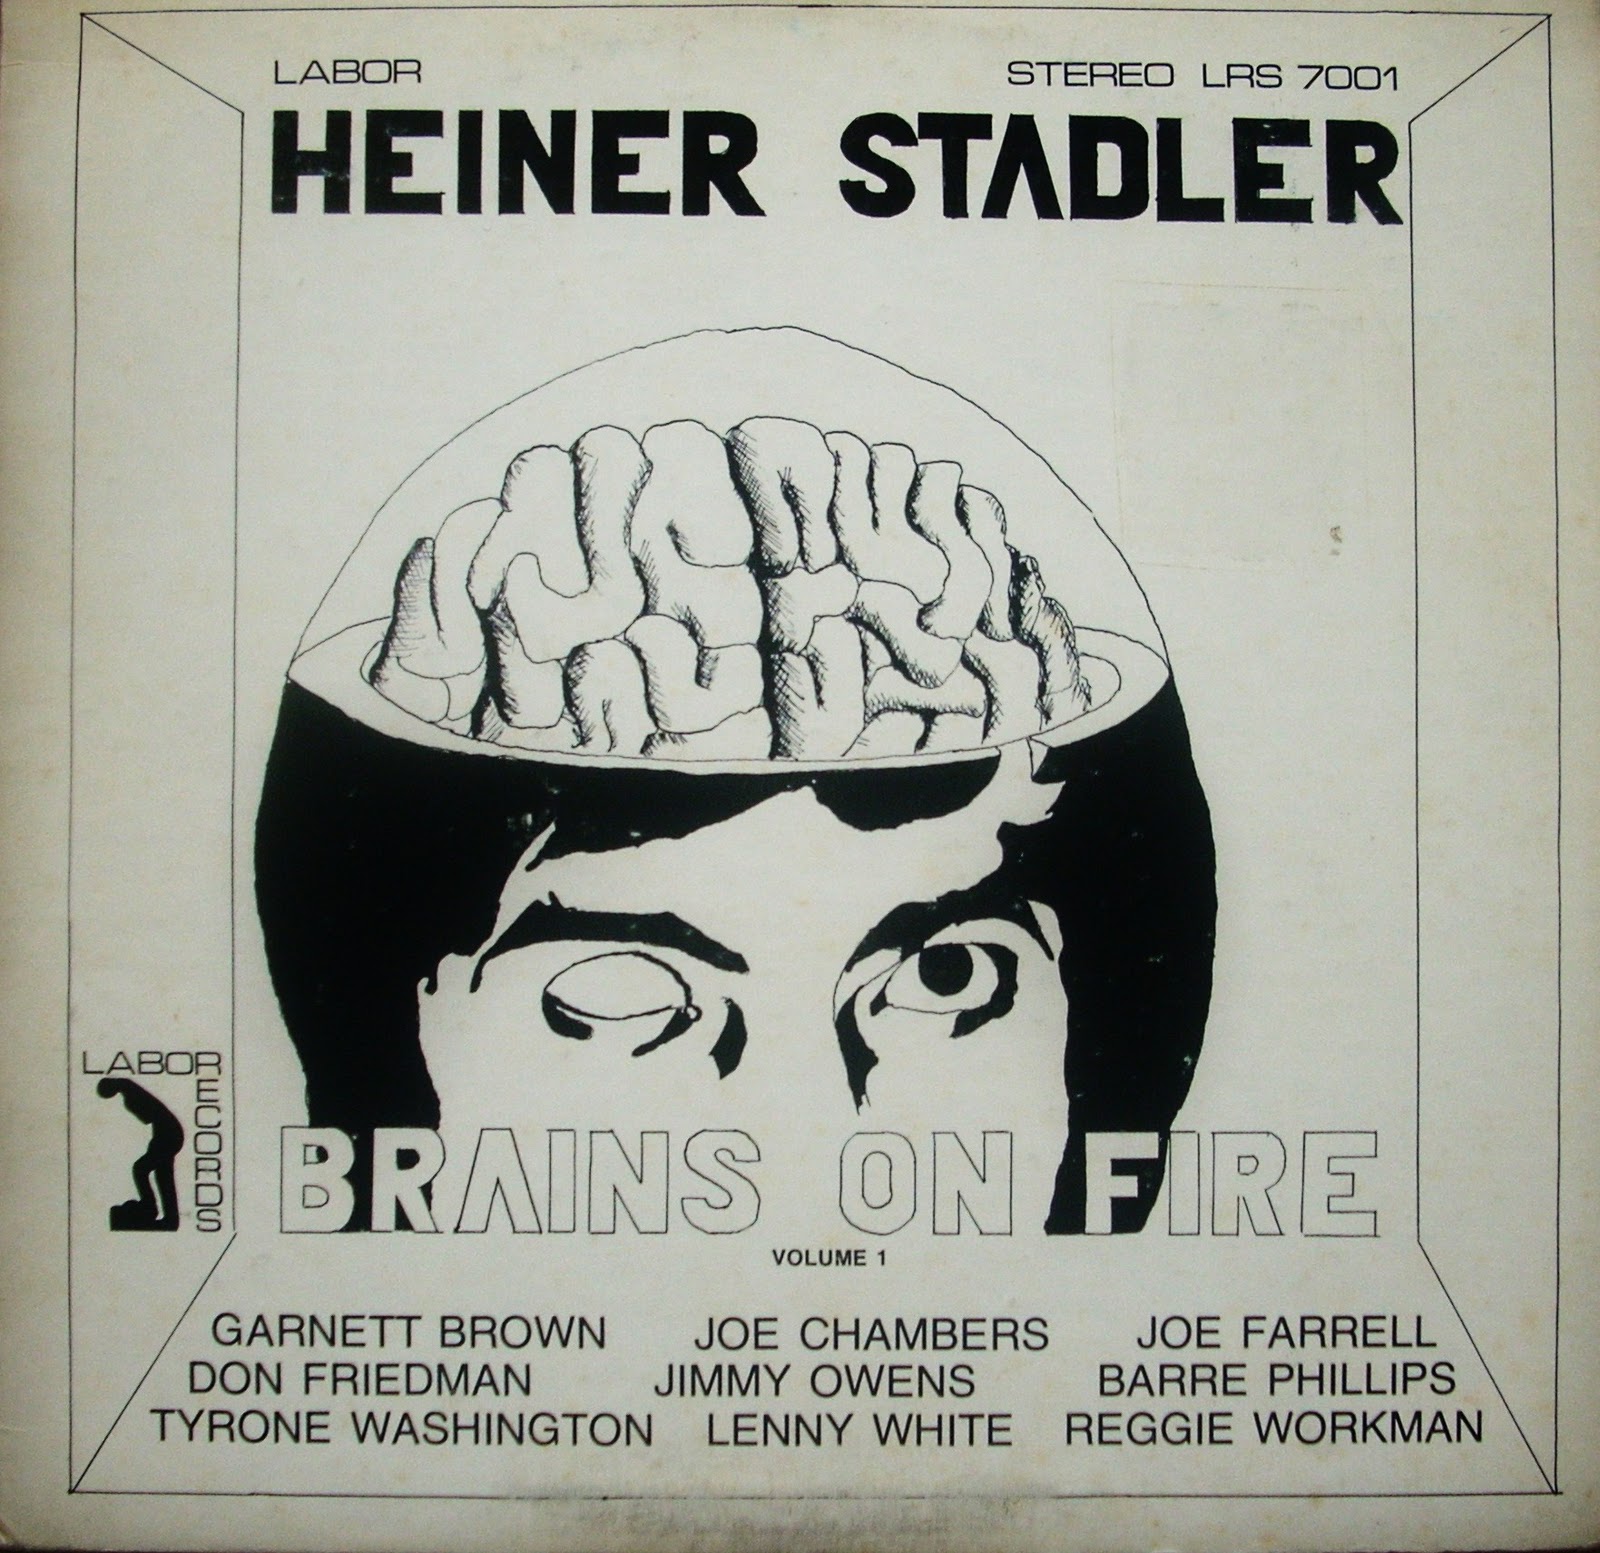 LABOR STEREO LRS 7001
HEINER STADLER
LABOR
RECORDS
BRAINS ON FIRE
VOLUME 1
GARNETT BROWN JOE CHAMBERS JOE FARRELL
DON FRIEDMAN JIMMY OWENS BARRE PHILLIPS
TYRONE WASHINGTON LENNY WHITE REGGIE WORKMAN